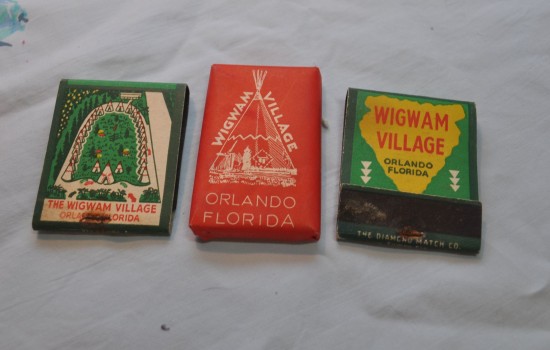 THE WIGWAM VILLAGE
ORLANDO, FLORIDA
WIGWAM VILLAGE
ORLANDO
FLORIDA
WIGWAM
VILLAGE
ORLANDO
FLORIDA
THE DIAMOND MATCH CO.